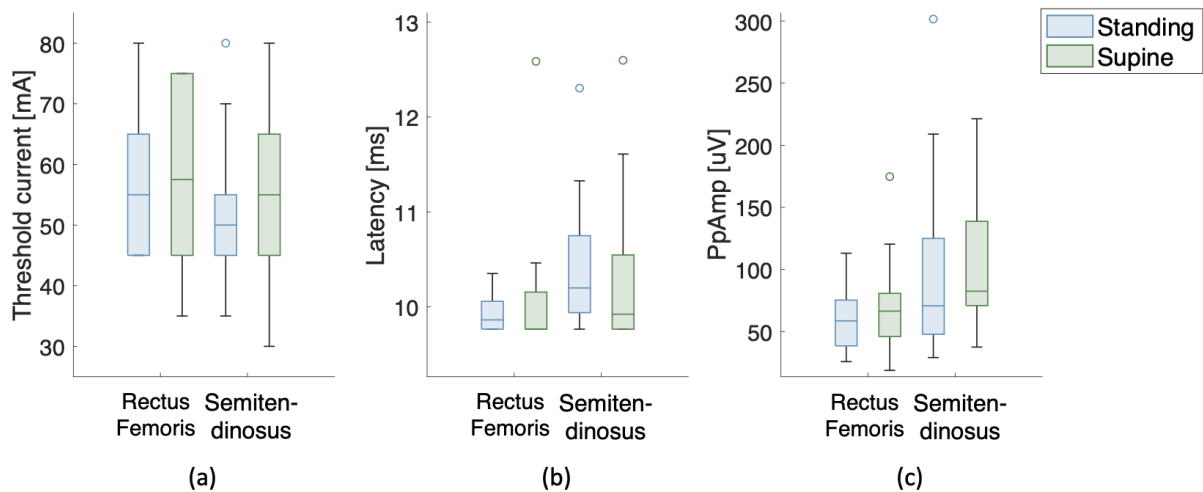 Threshold current [mA]
80
70
60
50
40
30
Rectus Femoris
Semiten-dinosus
(a)
Latency [ms]
13
12
11
10
Rectus Femoris
Semiten-dinosus
(b)
PpAmp [uV]
300
250
200
150
100
50
Rectus Femoris
Semiten-dinosus
(c)
Standing
Supine